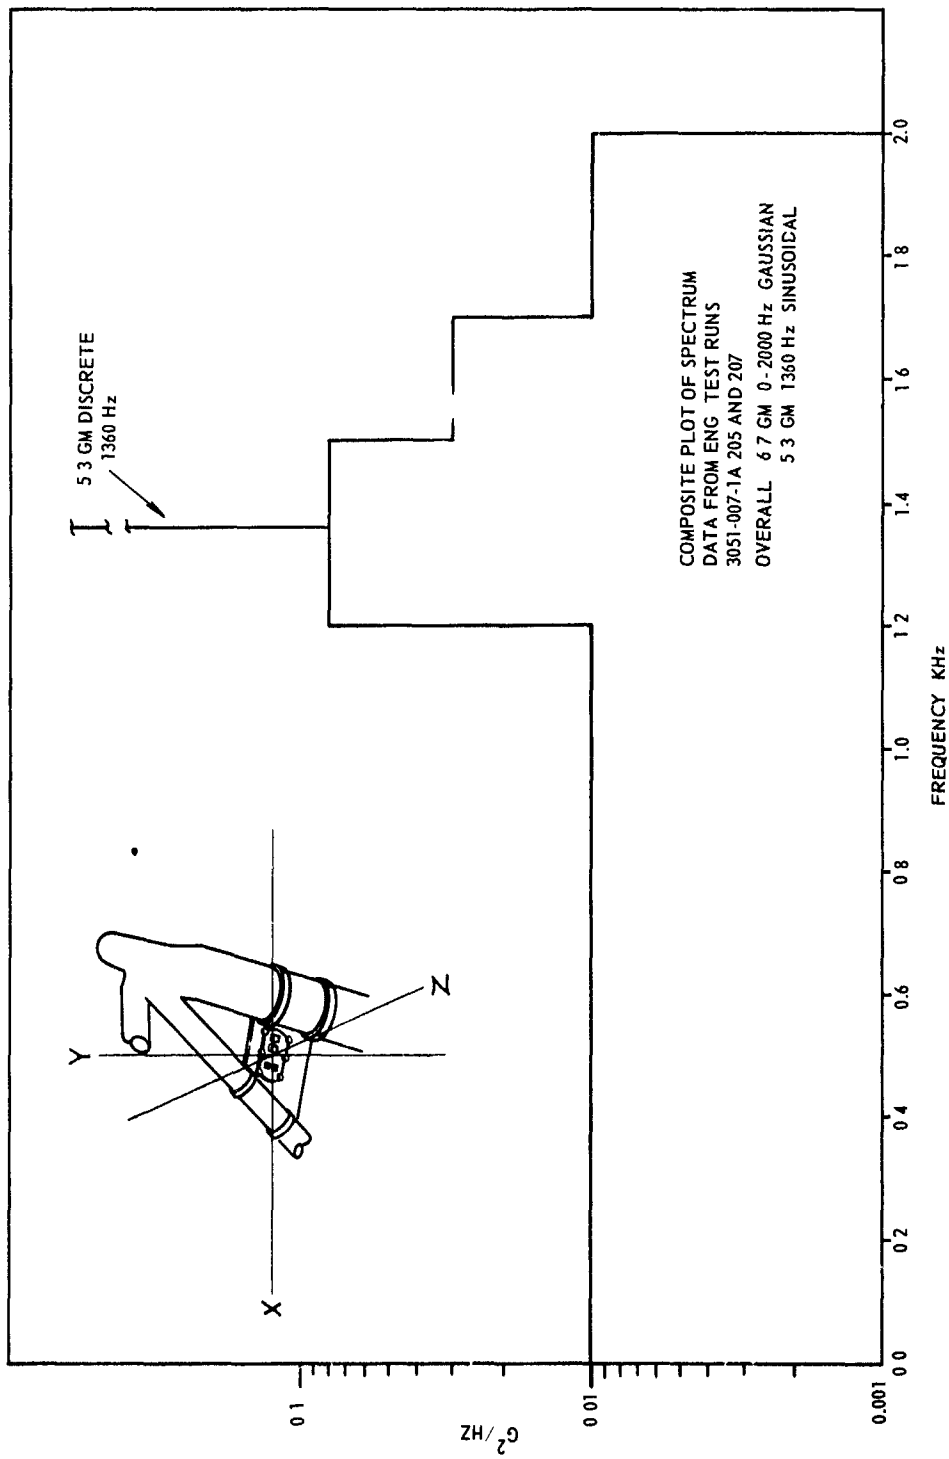 5 3 GM DISCRETE
1360 Hz
Y
X
Z
COMPOSITE PLOT OF SPECTRUM
DATA FROM ENG TEST RUNS
3051-007-1A 205 AND 207
OVERALL 6 7 GM 0-2000 Hz GAUSSIAN
5 3 GM 1360 Hz SINUSOIDAL
G²/HZ
0 1
0 01
0.001
0 0
0 2
0 4
0.6
0 8
1.0
1 2
1.4
1 6
1 8
2.0
FREQUENCY KHz